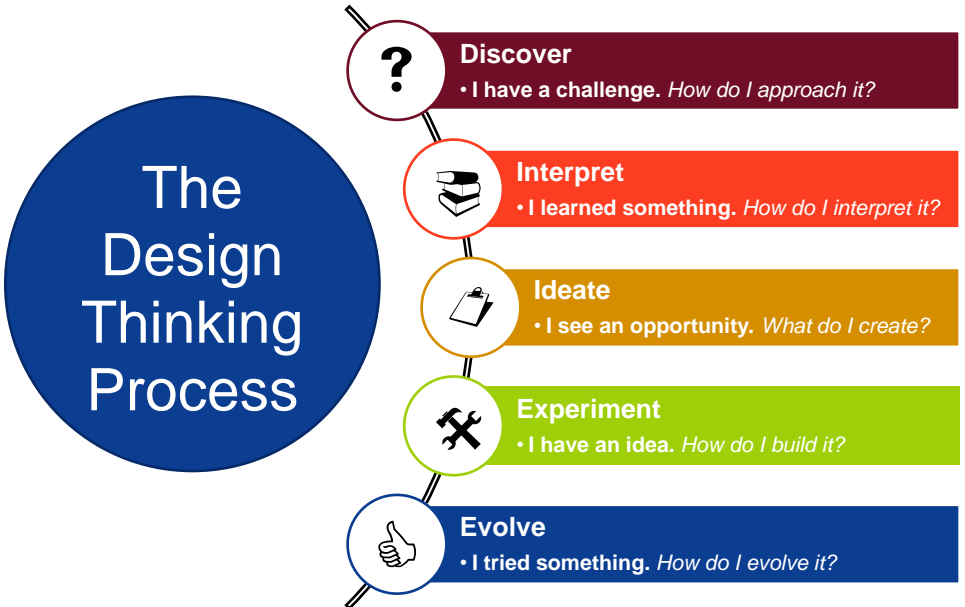 The
Design
Thinking
Process
?
Discover
• I have a challenge. How do I approach it?
Interpret
• I learned something. How do I interpret it?
Ideate
• I see an opportunity. What do I create?
Experiment
• I have an idea. How do I build it?
Evolve
• I tried something. How do I evolve it?